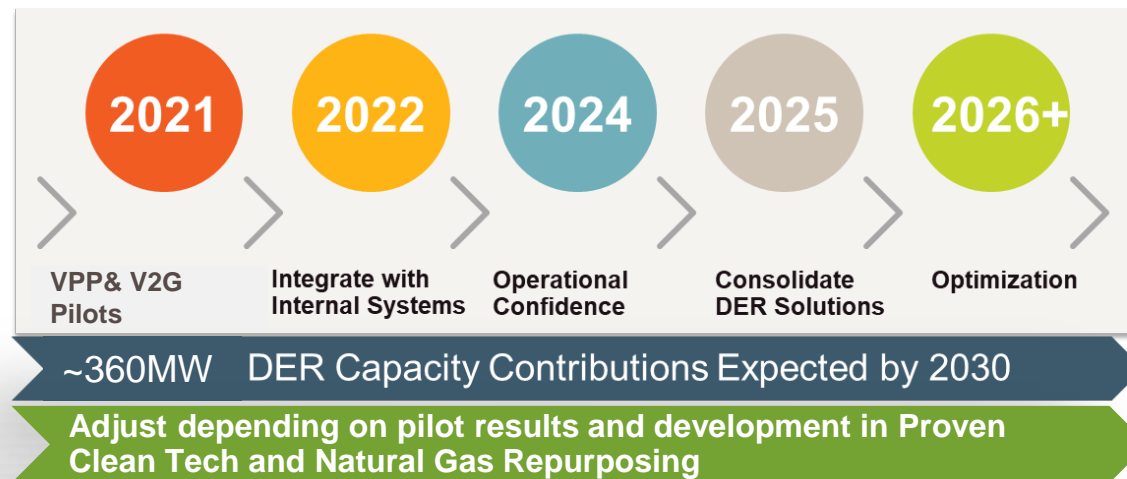 2021
2022
2024
2025
2026+
VPP& V2G
Pilots
Integrate with
Internal Systems
Operational
Confidence
Consolidate
DER Solutions
Optimization
~360MW DER Capacity Contributions Expected by 2030
Adjust depending on pilot results and development in Proven
Clean Tech and Natural Gas Repurposing